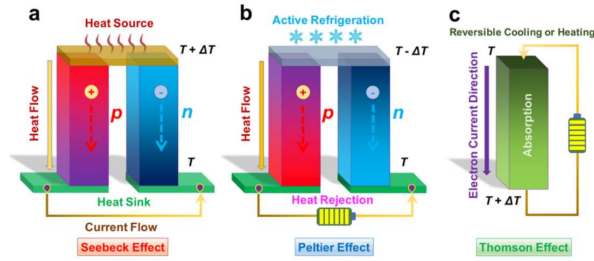 a
Heat Source
T + ΔT
Heat Flow
+
-
p
n
T
Heat Sink
Current Flow
Seebeck Effect
b
Active Refrigeration
T - ΔT
Heat Flow
+
-
p
n
T
Heat Rejection
Peltier Effect
c
Reversible Cooling or Heating
T
Electron Current Direction
Absorption
T + ΔT
Thomson Effect